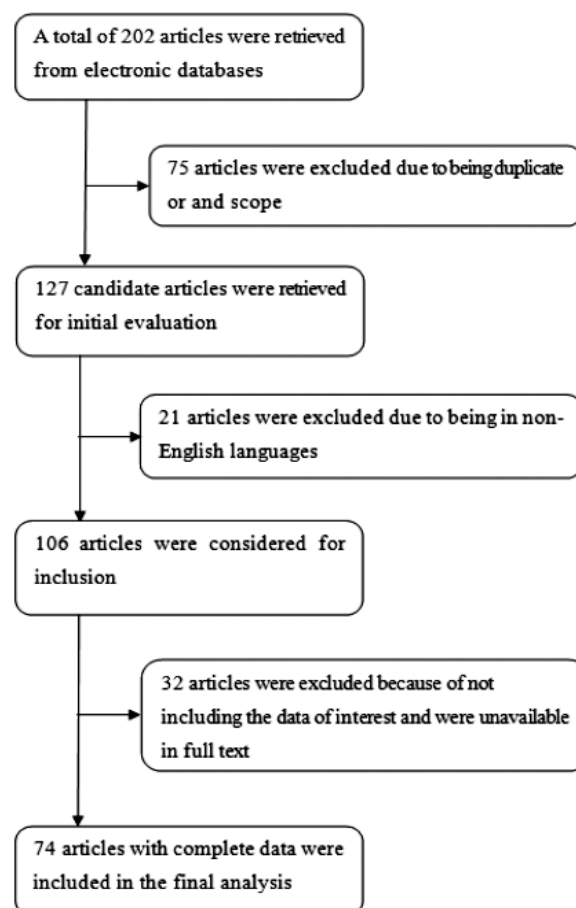 A total of 202 articles were retrieved
from electronic databases
75 articles were excluded due to being duplicate
or and scope
127 candidate articles were retrieved
for initial evaluation
21 articles were excluded due to being in non-
English languages
106 articles were considered for
inclusion
32 articles were excluded because of not
including the data of interest and were unavailable
in full text
74 articles with complete data were
included in the final analysis